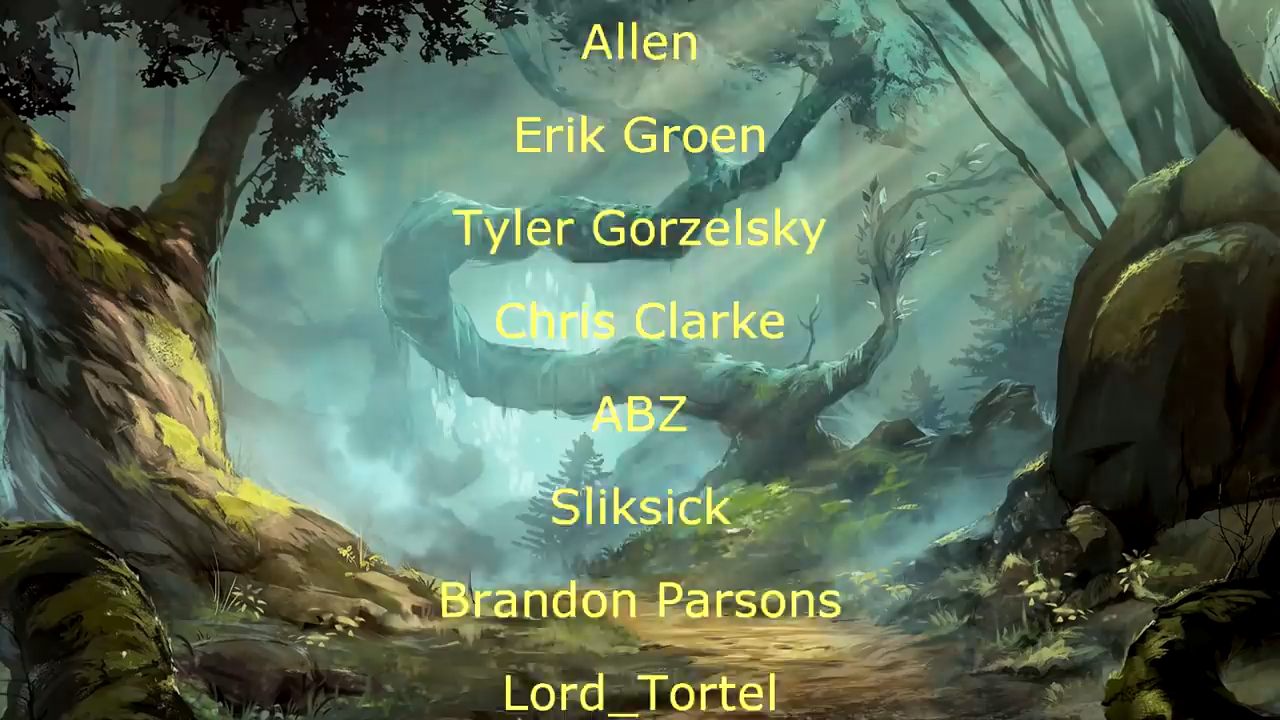 Allen
Erik Groen
Tyler Gorzelsky
Chris Clarke
ABZ
Sliksick
Brandon Parsons
Lord_Tortel